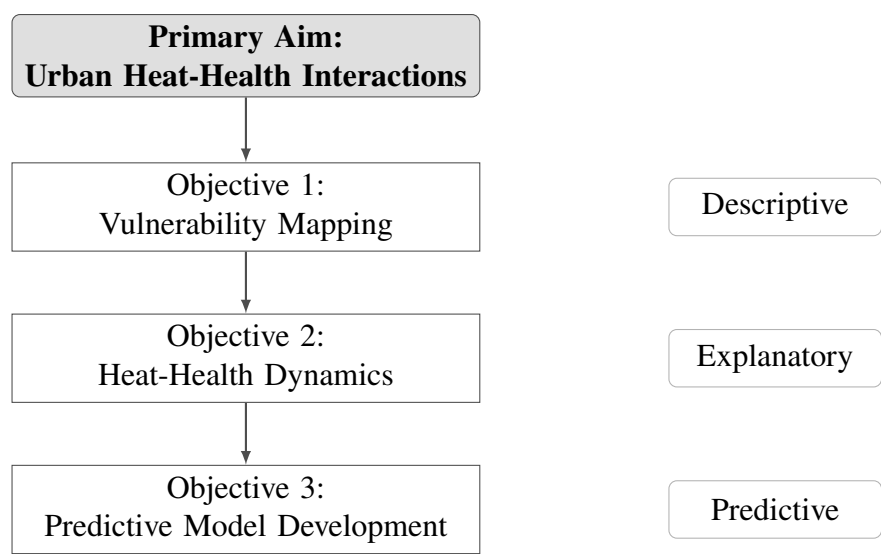 Primary Aim:
Urban Heat-Health Interactions
Objective 1:
Vulnerability Mapping
Descriptive
Objective 2:
Heat-Health Dynamics
Explanatory
Objective 3:
Predictive Model Development
Predictive